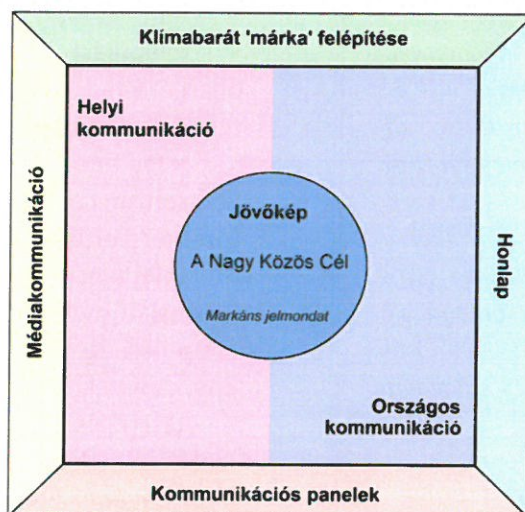 Klímabarát 'márka' felépítése
Helyi
kommunikáció
Médiakommunikáció
Jövőkép
A Nagy Közös Cél
Markáns jelmondat
Honlap
Országos
kommunikáció
Kommunikációs panelek